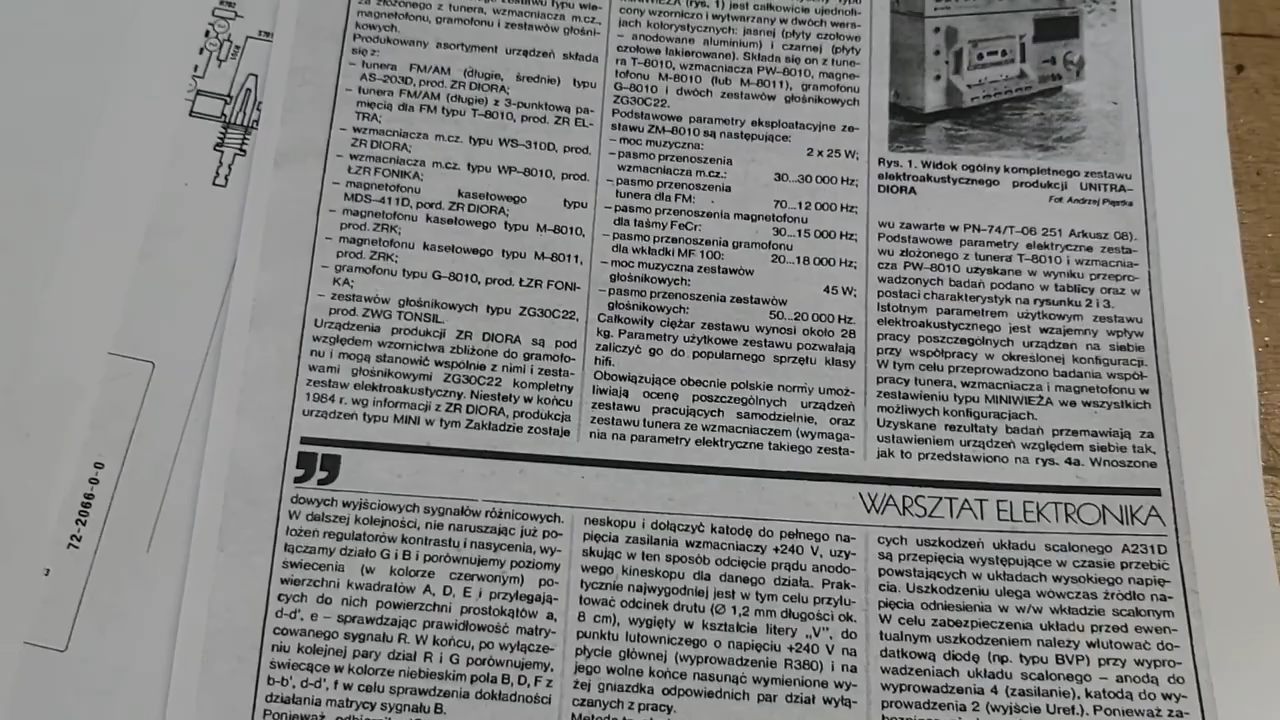 za złożonego z tunera, wzmacniacza m.cz.,
magnetofonu, gramofonu i zestawów głośni-
kowych.
Produkowany asortyment urządzeń składa
się z:
– tunera FM/AM (długie, średnie) typu
AS-203D, prod. ZR DIORA;
– tunera FM/AM (długie) z 3-punktową pa-
mięcią dla FM typu T-8010, prod. ZR EL-
TRA;
– wzmacniacza m.cz. typu WS-310D, prod.
ZR DIORA;
– wzmacniacza m.cz. typu WP-8010, prod.
ŁZR FONIKA;
– magnetofonu kasetowego typu
MDS-411D, pord. ZR DIORA;
– magnetofonu kasetowego typu M-8010,
prod. ZRK;
– magnetofonu kasetowego typu M-8011,
prod. ZRK;
– gramofonu typu G-8010, prod. ŁZR FONI-
KA;
– zestawów głośnikowych typu ZG30C22,
prod. ZWG TONSIL.
Urządzenia produkcji ZR DIORA są pod
względem wzornictwa zbliżone do gramofo-
nu i mogą stanowić wspólnie z nimi i zesta-
wami głośnikowymi ZG30C22 kompletny
zestaw elektroakustyczny. Niestety w końcu
1984 r. wg informacji z ZR DIORA, produkcja
urządzeń typu MINI w tym Zakładzie zostaje
(rys. 1) jest całkowicie ujednoli-
cony wzorniczo i wytwarzany w dwóch wers-
jach kolorystycznych: jasnej (płyty czołowe
– anodowane aluminium) i czarnej (płyty
czołowe lakierowane). Składa się on z tune-
ra T-8010, wzmacniacza PW-8010, magne-
tofonu M-8010 (lub M-8011), gramofonu
G-8010 i dwóch zestawów głośnikowych
ZG30C22.
Podstawowe parametry eksploatacyjne ze-
stawu ZM-8010 są następujące:
– moc muzyczna: 2 x 25 W;
– pasmo przenoszenia
wzmacniacza m.cz.: 30...30 000 Hz;
– pasmo przenoszenia
tunera dla FM: 70...12 000 Hz;
– pasmo przenoszenia magnetofonu
dla taśmy FeCr: 30...15 000 Hz;
– pasmo przenoszenia gramofonu
dla wkładki MF 100: 20...18 000 Hz;
– moc muzyczna zestawów
głośnikowych: 45 W;
– pasmo przenoszenia zestawów
głośnikowych: 50...20 000 Hz.
Całkowity ciężar zestawu wynosi około 28
kg. Parametry użytkowe zestawu pozwalają
zaliczyć go do popularnego sprzętu klasy
hifi.
Obowiązujące obecnie polskie normy umoż-
liwiają ocenę poszczególnych urządzeń
zestawu pracujących samodzielnie, oraz
zestawu tunera ze wzmacniaczem (wymaga-
nia na parametry elektryczne takiego zesta-
Rys. 1. Widok ogólny kompletnego zestawu
elektroakustycznego produkcji UNITRA-
DIORA
Fot. Andrzej Piąstka
wu zawarte w PN-74/T-06 251 Arkusz 08).
Podstawowe parametry elektryczne zesta-
wu złożonego z tunera T-8010 i wzmacnia-
cza PW-8010 uzyskane w wyniku przepro-
wadzonych badań podano w tablicy oraz w
postaci charakterystyk na rysunku 2 i 3.
Istotnym parametrem użytkowym zestawu
elektroakustycznego jest wzajemny wpływ
pracy poszczególnych urządzeń na siebie
przy współpracy w określonej konfiguracji.
W tym celu przeprowadzono badania współ-
pracy tunera, wzmacniacza i magnetofonu w
zestawieniu typu MINIWIEŻA we wszystkich
możliwych konfiguracjach.
Uzyskane rezultaty badań przemawiają za
ustawieniem urządzeń względem siebie tak,
jak to przedstawiono na rys. 4a. Wnoszone
72-2066-0-0
WARSZTAT ELEKTRONIKA
dowych wyjściowych sygnałów różnicowych.
W dalszej kolejności, nie naruszając już po-
łożeń regulatorów kontrastu i nasycenia, wy-
łączamy działo G i B i porównujemy poziomy
świecenia (w kolorze czerwonym) po-
wierzchni kwadratów A, D, E i przylegają-
cych do nich powierzchni prostokątów a,
d-d', e – sprawdzając prawidłowość matry-
cowanego sygnału R. W końcu, po wyłącze-
niu kolejnej pary dział R i G porównujemy,
świecące w kolorze niebieskim pola B, D, F z
b-b', d-d', f w celu sprawdzenia dokładności
działania matrycy sygnału B.
neskopu i dołączyć katodę do pełnego na-
pięcia zasilania wzmacniaczy +240 V, uzy-
skując w ten sposób odcięcie prądu anodo-
wego kineskopu dla danego działa. Prak-
tycznie najwygodniej jest w tym celu przylu-
tować odcinek drutu (Ø 1,2 mm długości ok.
8 cm), wygięty w kształcie litery „V”, do
punktu lutowniczego o napięciu +240 V na
płycie głównej (wyprowadzenie R380) i na
jego wolne końce nasunąć wymienione wy-
żej gniazdka odpowiednich par dział wyłą-
czanych z pracy.
cych uszkodzeń układu scalonego A231D
są przepięcia występujące w czasie przebić
powstających w układach wysokiego napię-
cia. Uszkodzeniu ulega wówczas źródło na-
pięcia odniesienia w w/w wkładzie scalonym
W celu zabezpieczenia układu przed ewen-
tualnym uszkodzeniem należy wlutować do-
datkową diodę (np. typu BVP) przy wypro-
wadzeniach układu scalonego – anodą do
wyprowadzenia 4 (zasilanie), katodą do wy-
prowadzenia 2 (wyjście Uref.). Ponieważ za-